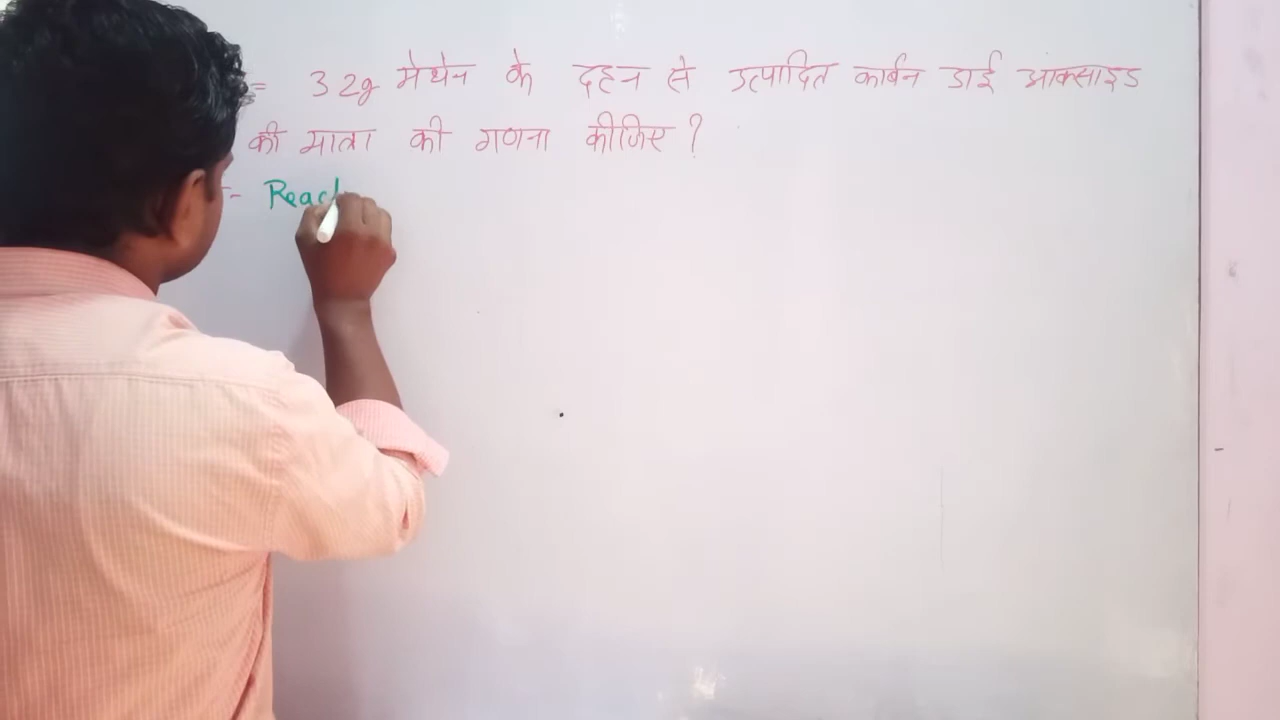 = 32g मेथेन के दहन से उत्पादित कार्बन डाई आक्साइड
की मात्रा की गणना कीजिए ?
- Reac